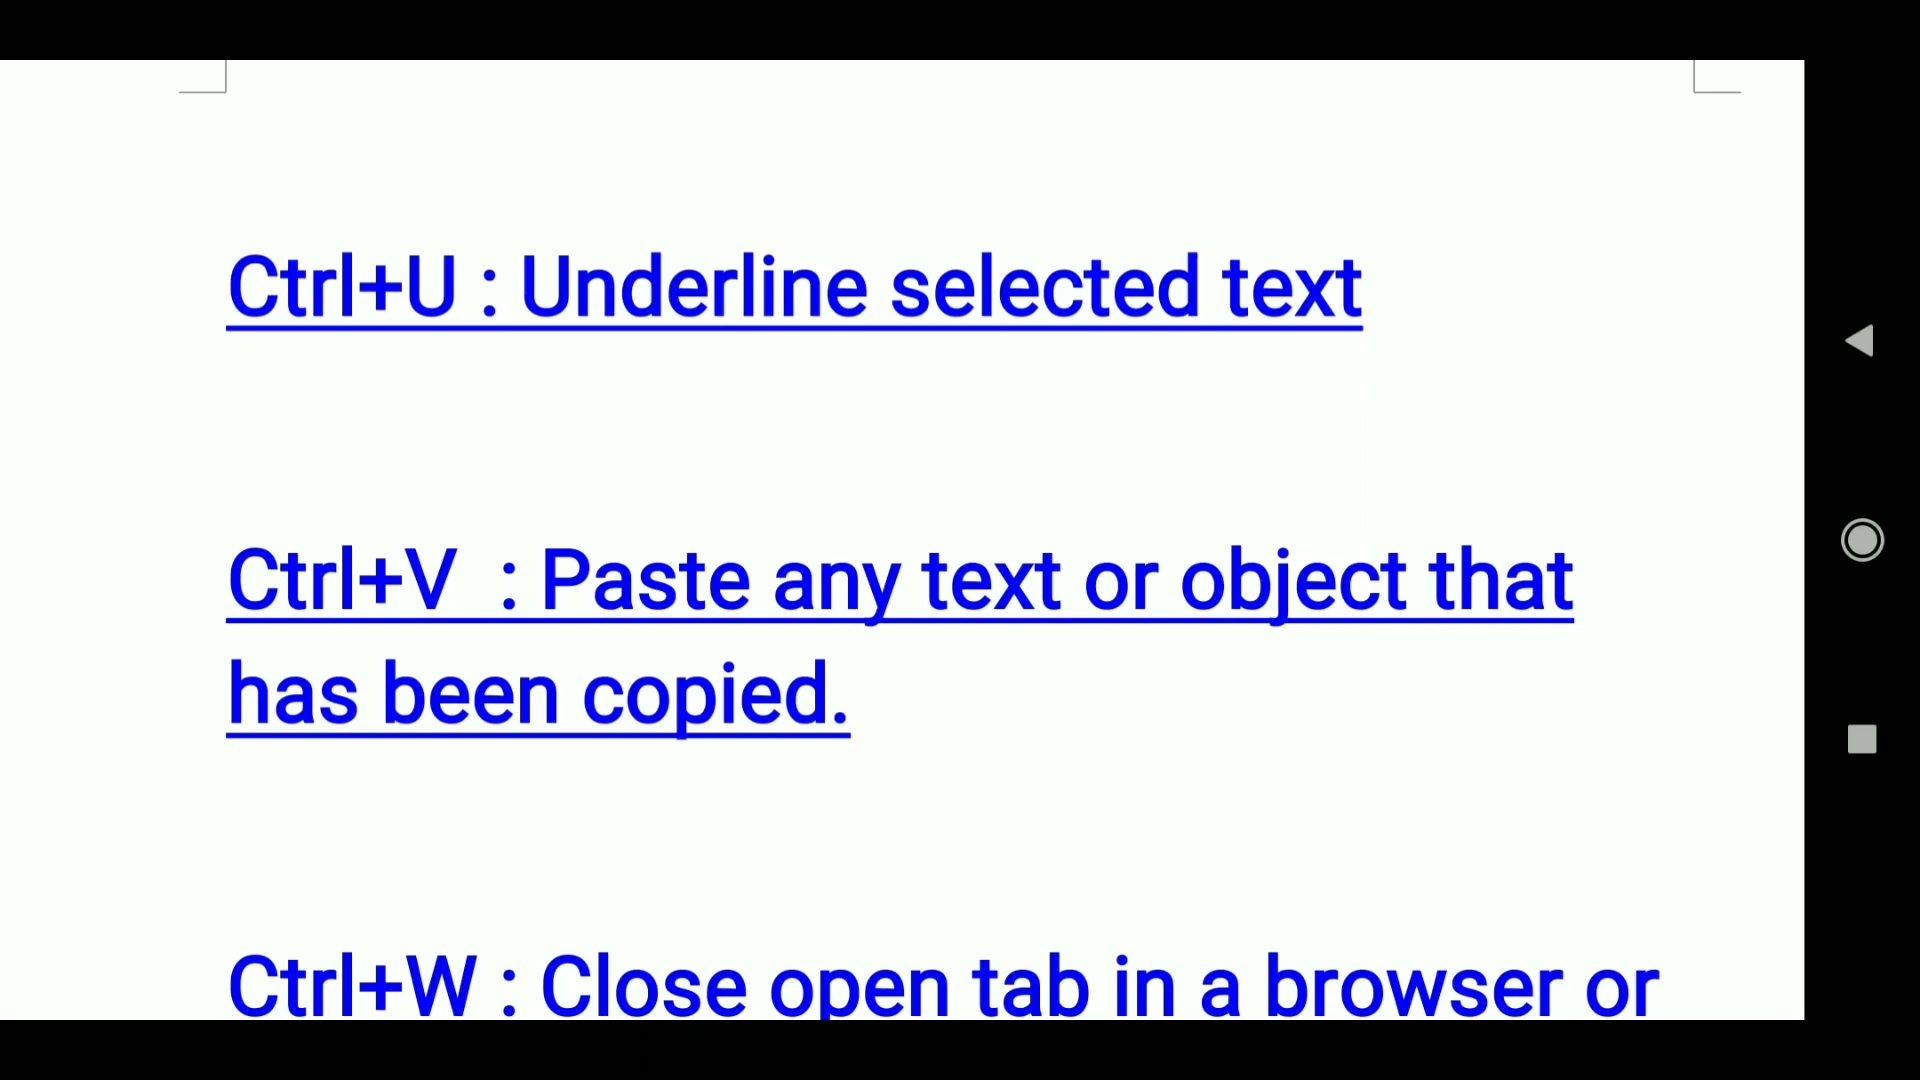 Ctrl+U : Underline selected text
Ctrl+V : Paste any text or object that
has been copied.
Ctrl+W : Close open tab in a browser or